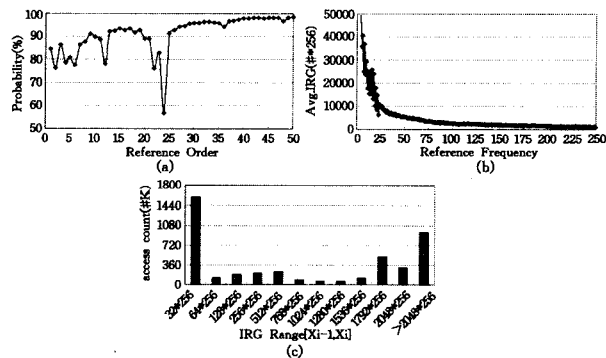 100
90
80
70
60
50
Probability(%)
0 5 10 15 20 25 30 35 40 45 50
Reference Order
(a)
50000
40000
30000
20000
10000
0
Avg.IRG(#*256)
0 25 50 75 100 125 150 175 200 225 250
Reference Frequency
(b)
1800
1440
1080
720
360
0
access count(#K)
32*256
64*256
128*256
256*256
512*256
768*256
1024*256
1280*256
1536*256
1792*256
2048*256
>2048*256
IRG Range[Xi-1,Xi]
(c)